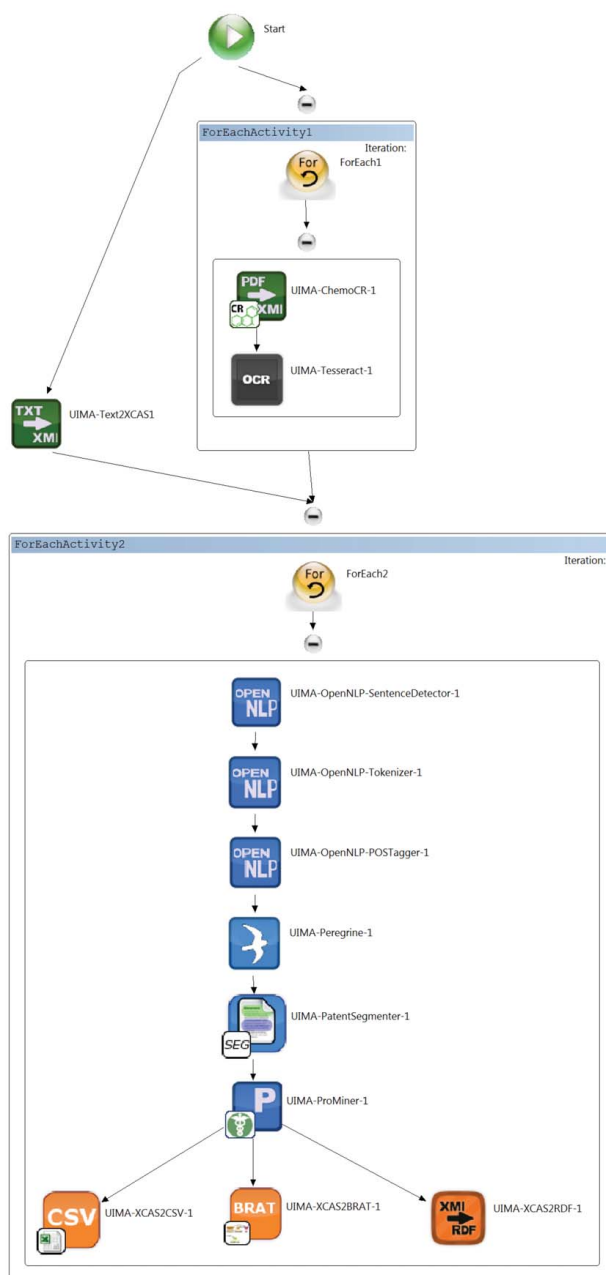 Start
ForEachActivity1
Iteration:
For
ForEach1
PDF
XMI
CR
UIMA-ChemoCR-1
OCR
UIMA-Tesseract-1
TXT
XMI
UIMA-Text2XCAS1
ForEachActivity2
Iteration:
For
ForEach2
OPEN
NLP
UIMA-OpenNLP-SentenceDetector-1
OPEN
NLP
UIMA-OpenNLP-Tokenizer-1
OPEN
NLP
UIMA-OpenNLP-POSTagger-1
UIMA-Peregrine-1
SEG
UIMA-PatentSegmenter-1
P
UIMA-ProMiner-1
CSV
UIMA-XCAS2CSV-1
BRAT
UIMA-XCAS2BRAT-1
XMI
RDF
UIMA-XCAS2RDF-1